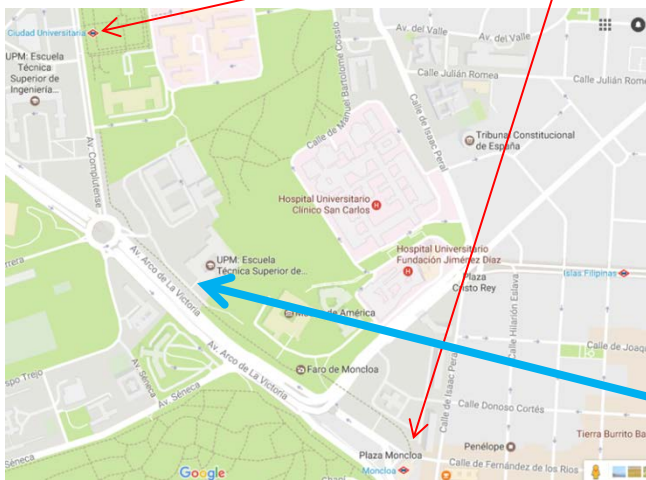 Av. del Valle
Av. del Valle
Ciudad Universitaria
Calle Julián Romea
UPM: Escuela
Técnica
Superior de
Ingeniería...
Calle Julián Rome
Calle de Manuel Bartolomé Cossío
Calle de Isaac Peral
Tribunal Constitucional
de España
Av. Complutense
Hospital Universitario
Clínico San Carlos
H
Hospital Universitario
Fundación Jiménez Díaz
H
UPM: Escuela
Técnica Superior de...
Plaza
Cristo Rey
Islas Filipinas
rrera
Av. Arco de La Victoria
Calle Hilarión Eslava
de América
Av. Arco de La Victoria
Calle de Joaqu
Faro de Moncloa
Calle de Isaac Peral
spo Trejo
Av. Séneca
Av. Séneca
Calle Donoso Cortés
Tierra Burrito Ba
Penélope
Plaza Moncloa
Séneca
Google
Moncloa
Calle de Fernández de los Ríos